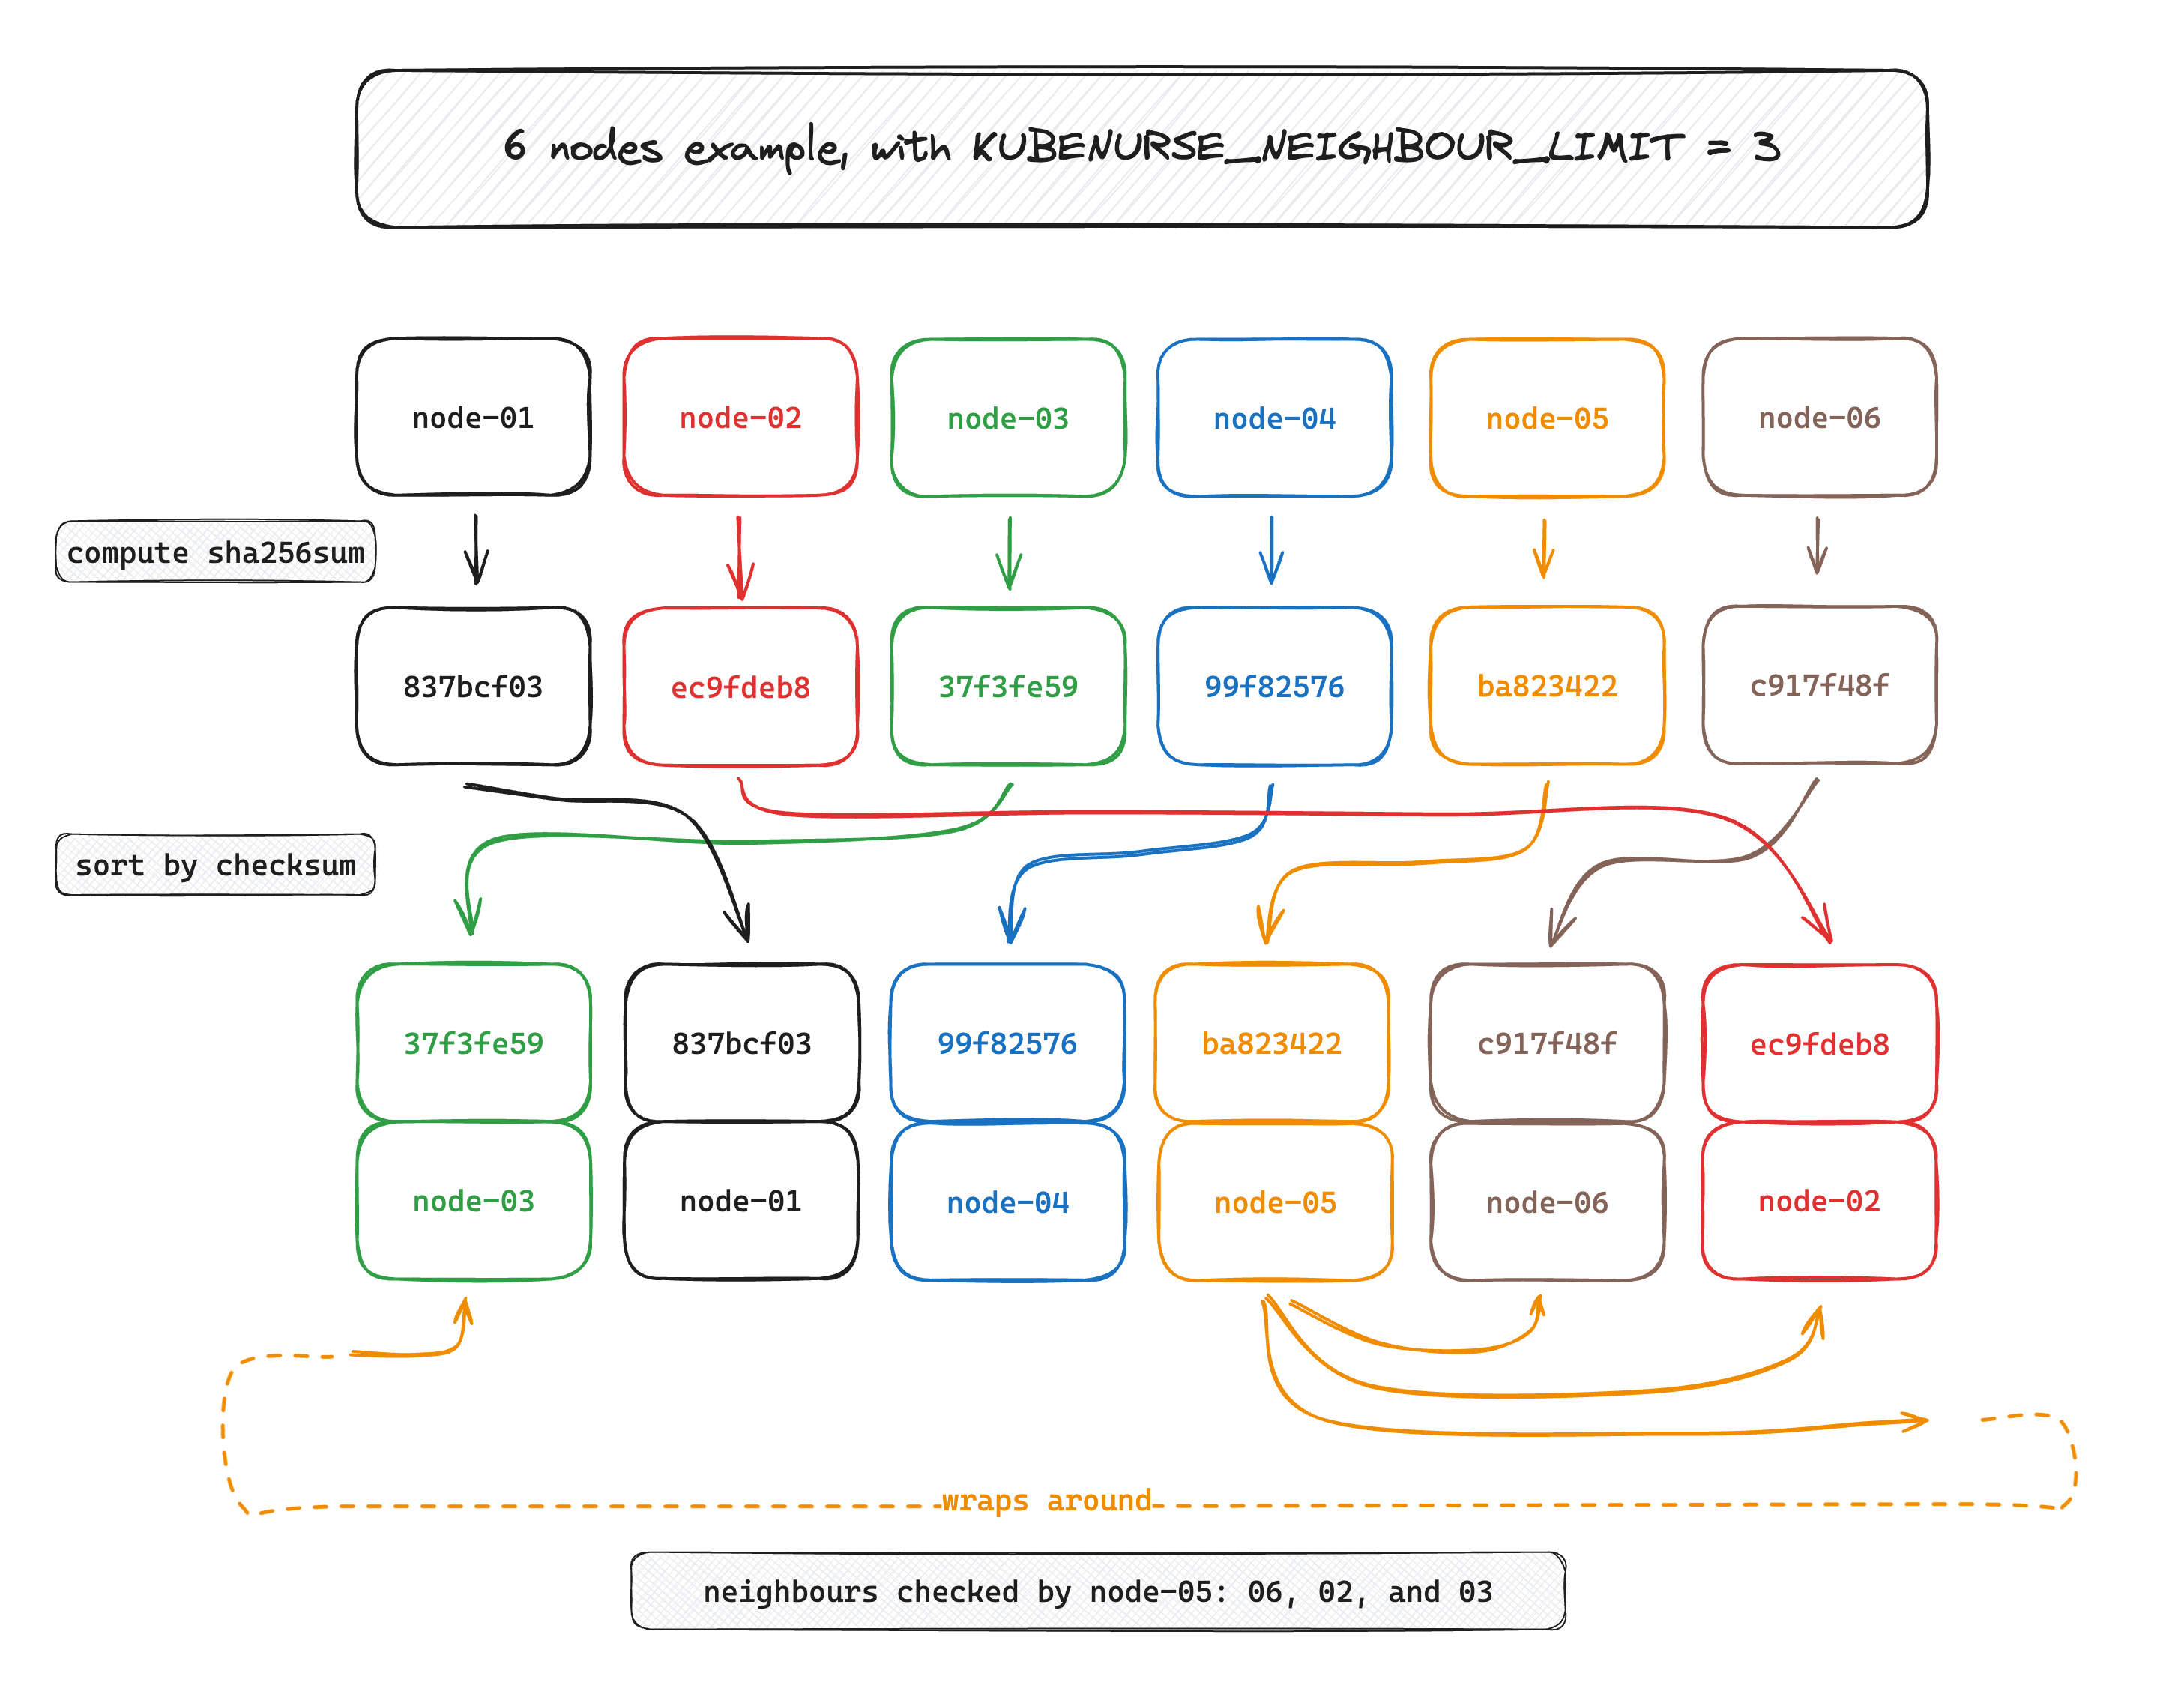 6 nodes example, with KUBENURSE_NEIGHBOUR_LIMIT = 3
node-01
node-02
node-03
node-04
node-05
node-06
compute sha256sum
837bcf03
ec9fdeb8
37f3fe59
99f82576
ba823422
c917f48f
sort by checksum
37f3fe59
837bcf03
99f82576
ba823422
c917f48f
ec9fdeb8
node-03
node-01
node-04
node-05
node-06
node-02
wraps around
neighbours checked by node-05: 06, 02, and 03